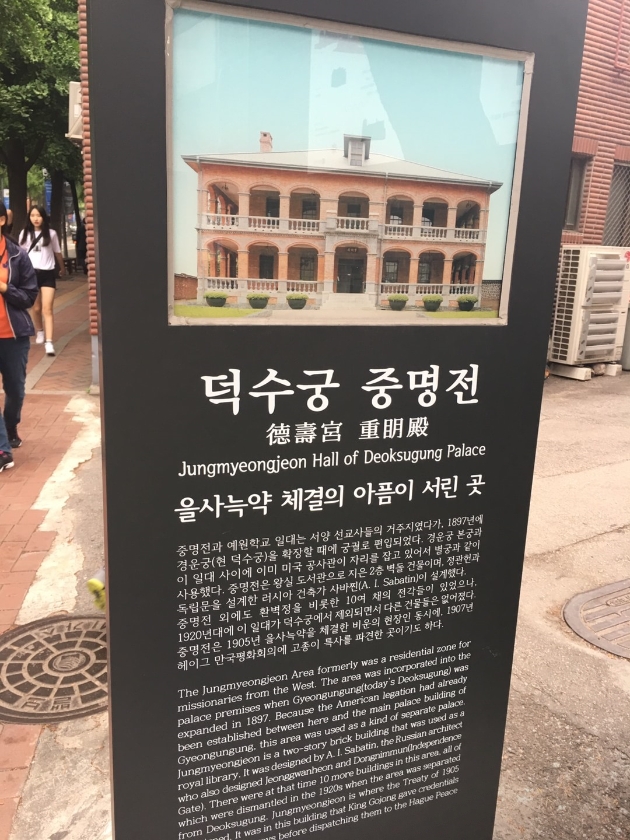 덕수궁 중명전
德壽宮 重明殿
Jungmyeongjeon Hall of Deoksugung Palace
을사늑약 체결의 아픔이 서린 곳
중명전과 예원학교 일대는 서양 선교사들의 거주지였다가, 1897년에
경운궁(현 덕수궁)을 확장할 때에 궁궐로 편입되었다. 경운궁 본궁과
이 일대 사이에 이미 미국 공사관이 자리를 잡고 있어서 별궁과 같이
사용했다. 중명전은 왕실 도서관으로 지은 2층 벽돌 건물이며, 정관헌과
독립문을 설계한 러시아 건축가 사바찐(A. I. Sabatin)이 설계했다.
중명전 외에도 환벽정을 비롯한 10여 채의 전각들이 있었으나,
1920년대에 이 일대가 덕수궁에서 제외되면서 다른 건물들은 없어졌다.
중명전은 1905년 을사늑약을 체결한 비운의 현장인 동시에, 1907년
헤이그 만국평화회의에 고종이 특사를 파견한 곳이기도 하다.
The Jungmyeongjeon Area formerly was a residential zone for
missionaries from the West. The area was incorporated into the
palace premises when Gyeongungung(today's Deoksugung) was
expanded in 1897. Because the American legation had already
been established between here and the main palace building of
Gyeongungung, this area was used as a kind of separate palace.
Jungmyeongjeon is a two-story brick building that was used as a
royal library. It was designed by A. I. Sabatin, the Russian architect
who also designed Jeonggwanheon and Dongnimmun(Independence
Gate). There were at that time 10 more buildings in this area, all of
which were dismantled in the 1920s when the area was separated
from Deoksugung. Jungmyeongjeon is where the Treaty of 1905
It was in this building that King Gojong gave credentials
before dispatching them to the Hague Peace